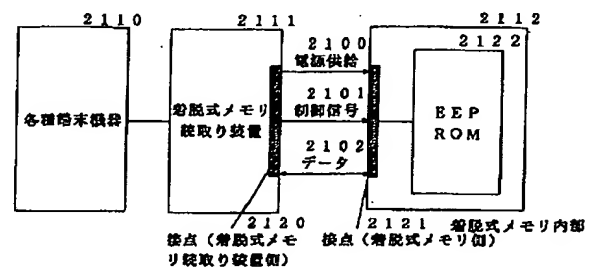 2110
2111
2112
2100
2122
電源供給
2101
各種端末機器
着脱式メモリ
読取り装置
制御信号
EEP
ROM
2102
データ
2120
2121
着脱式メモリ内部
接点(着脱式メモ
リ読取り装置側)
接点(着脱式メモリ側)